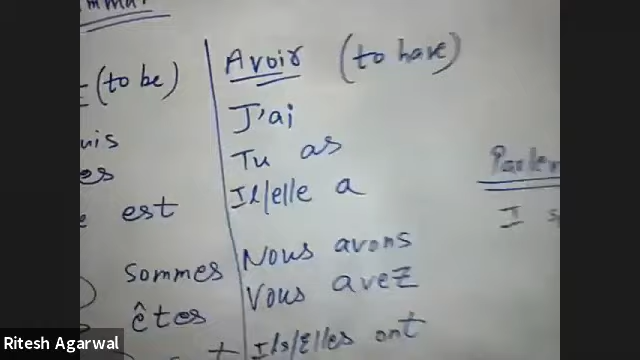 (to be)
est
sommes
êtes
Avoir (to have)
J'ai
Tu as
Il/elle a
Nous avons
Vous avez
Ils/Elles ont
I
Ritesh Agarwal